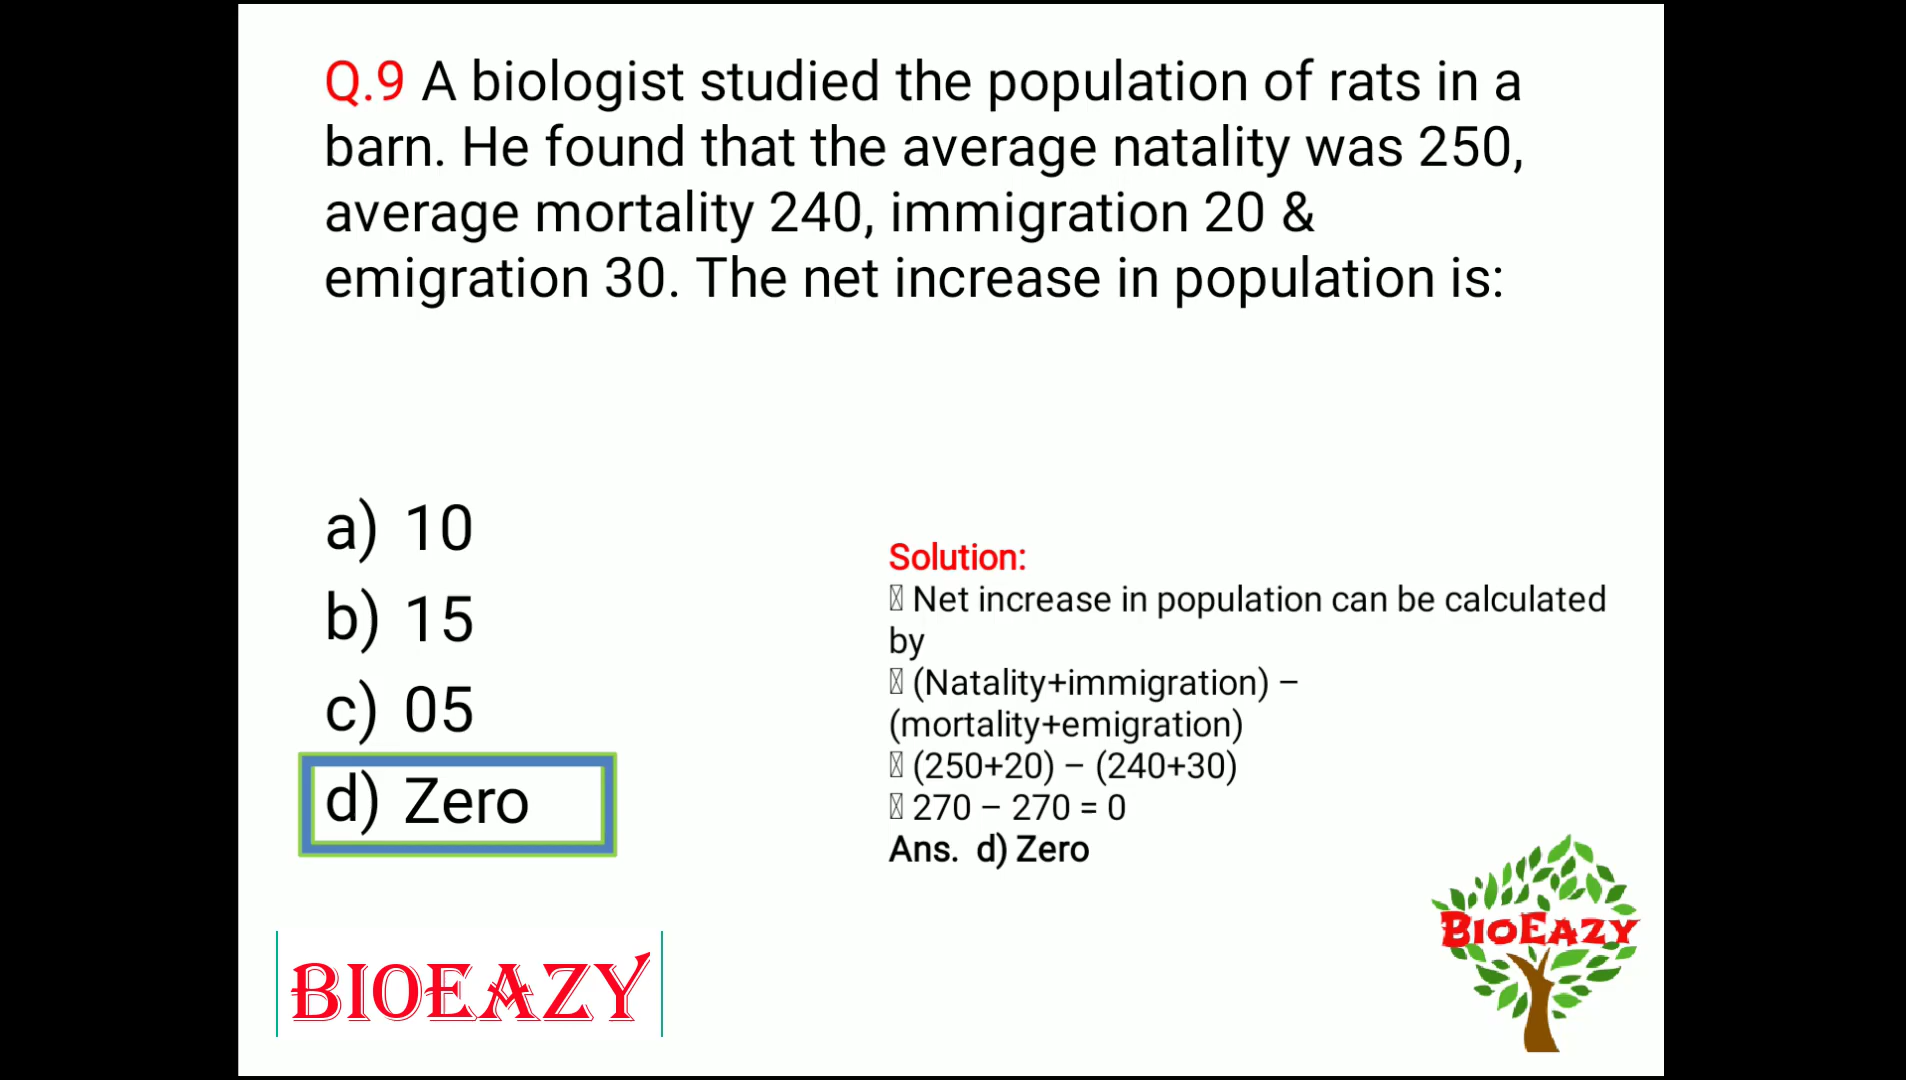 Q.9 A biologist studied the population of rats in a
barn. He found that the average natality was 250,
average mortality 240, immigration 20 &
emigration 30. The net increase in population is:
a) 10
b) 15
c) 05
d) Zero
Solution:
Net increase in population can be calculated
by
(Natality+immigration) –
(mortality+emigration)
(250+20) – (240+30)
270 – 270 = 0
Ans. d) Zero
BIOEAZY
BIOEAZY